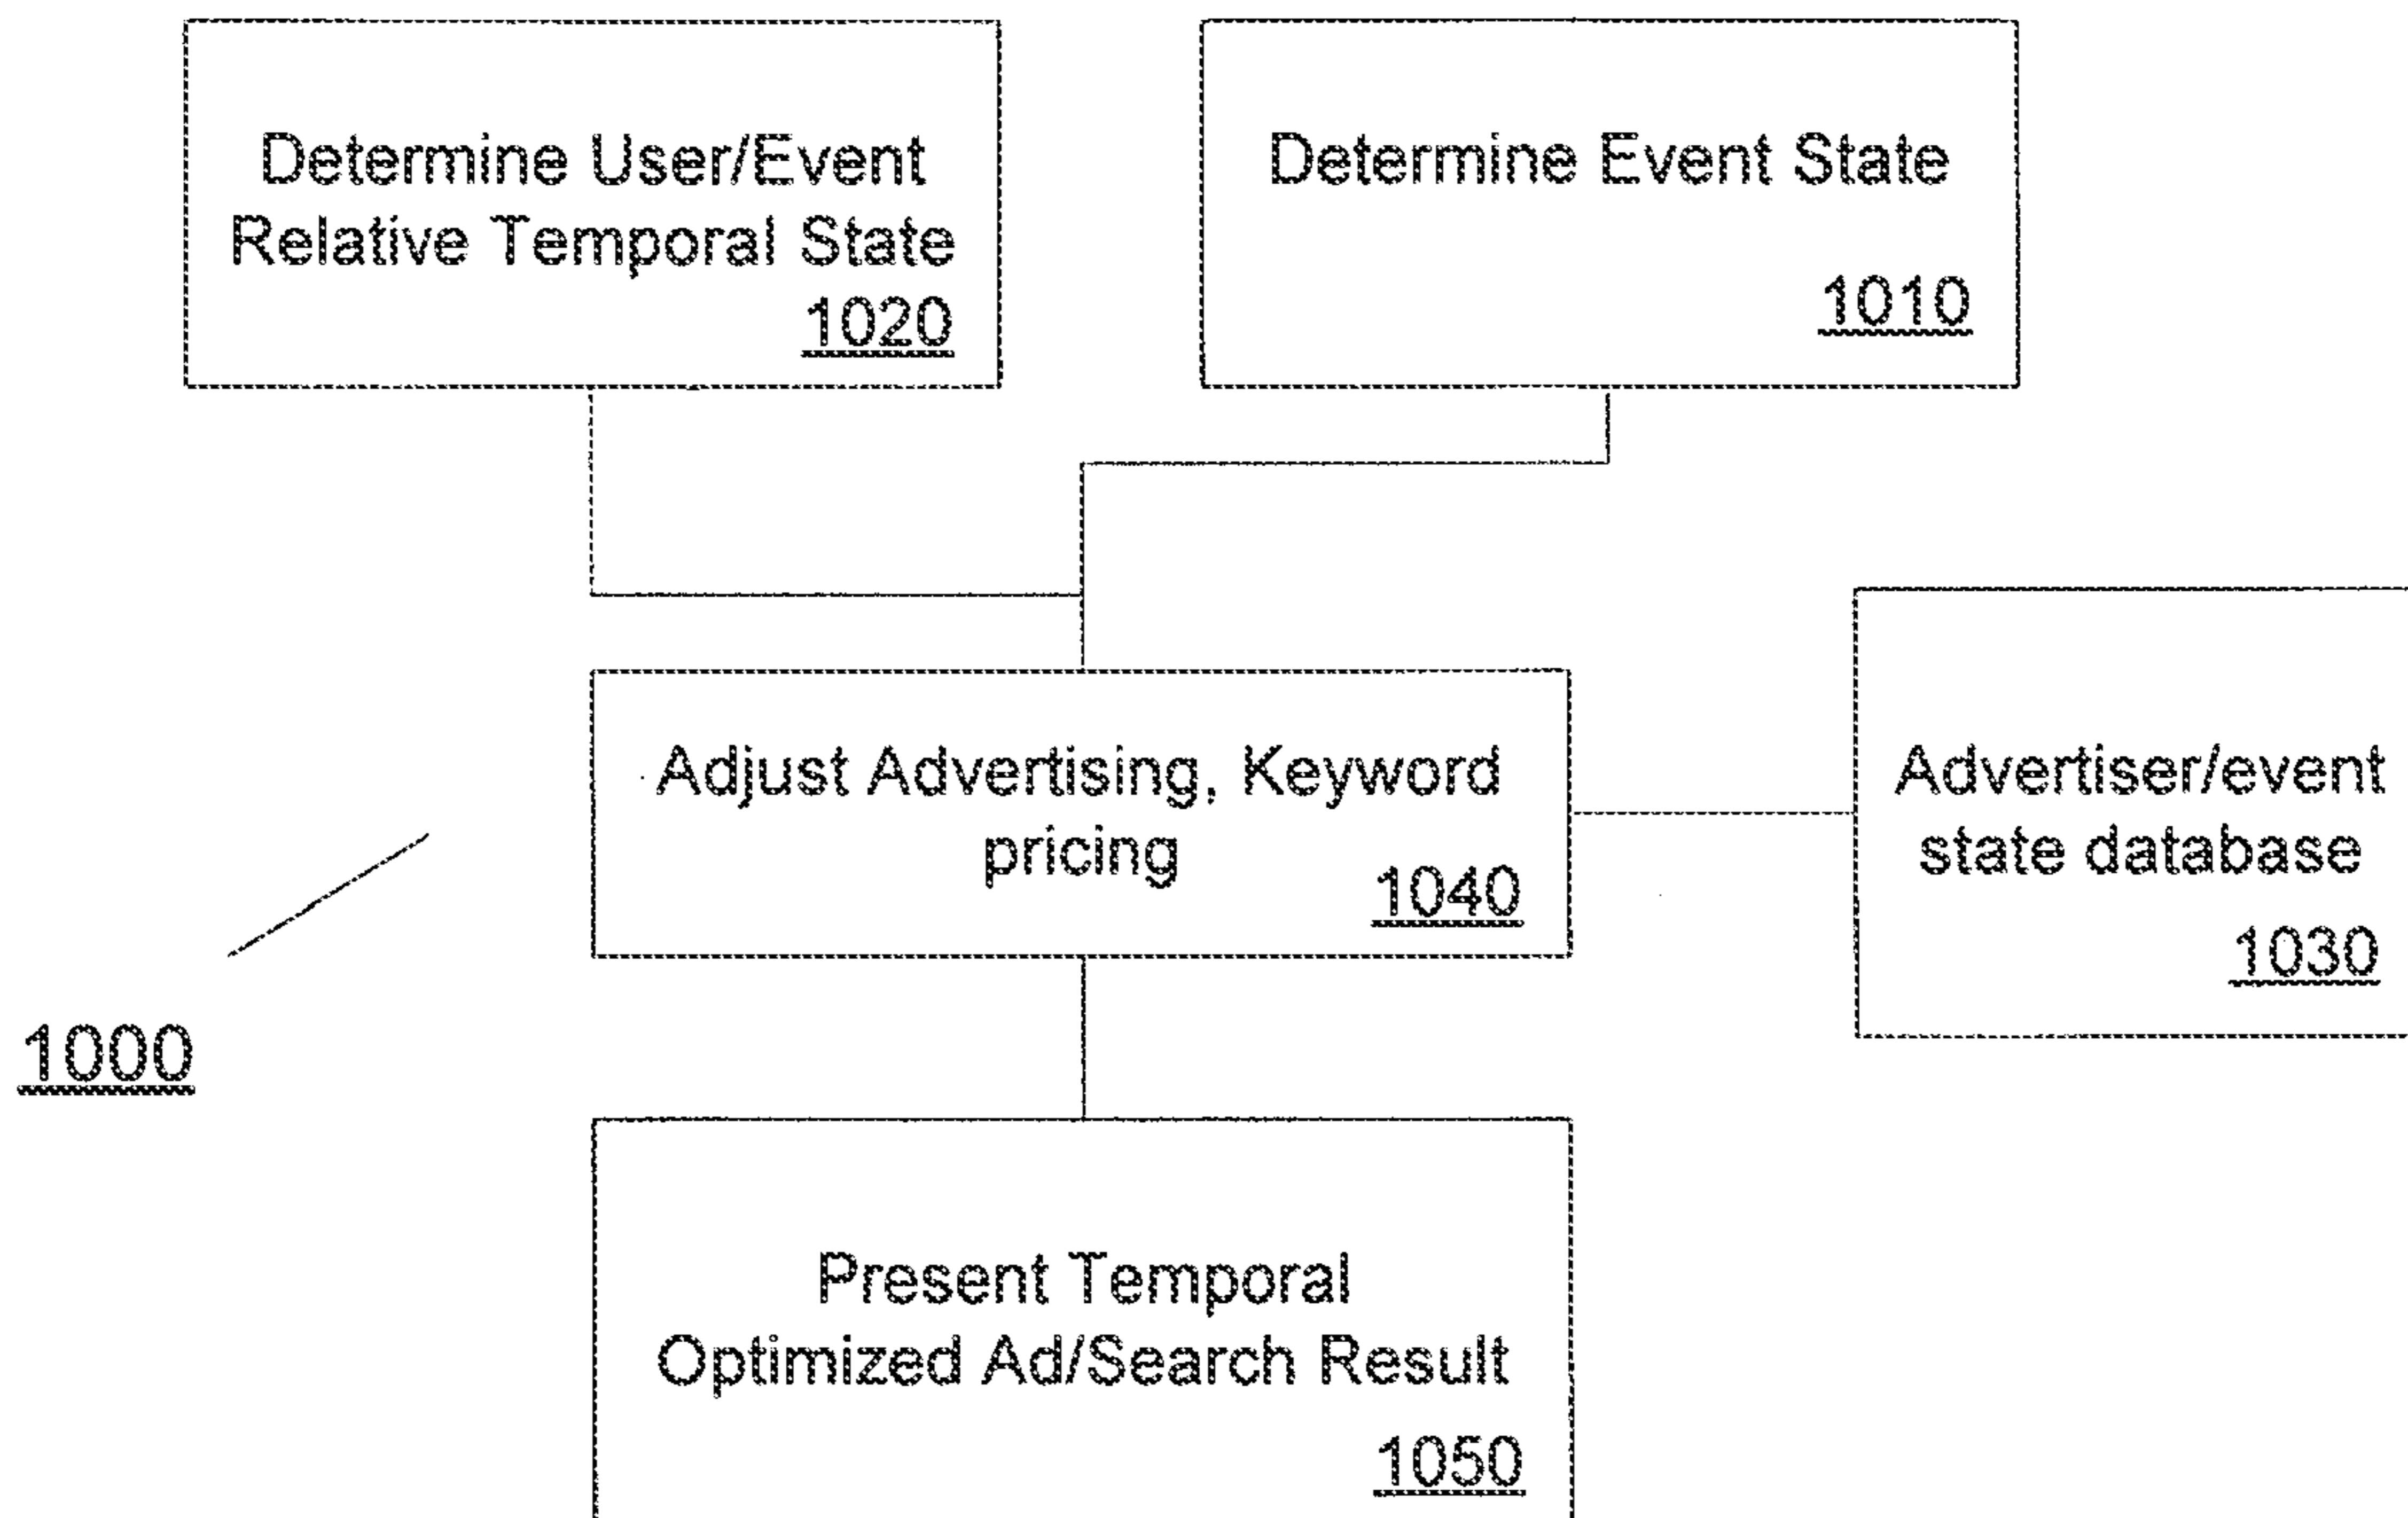 Determine User/Event
Relative Temporal State
1020
Determine Event State
1010
Adjust Advertising, Keyword
pricing
1040
Advertiser/event
state database
1030
1000
Present Temporal
Optimized Ad/Search Result
1050